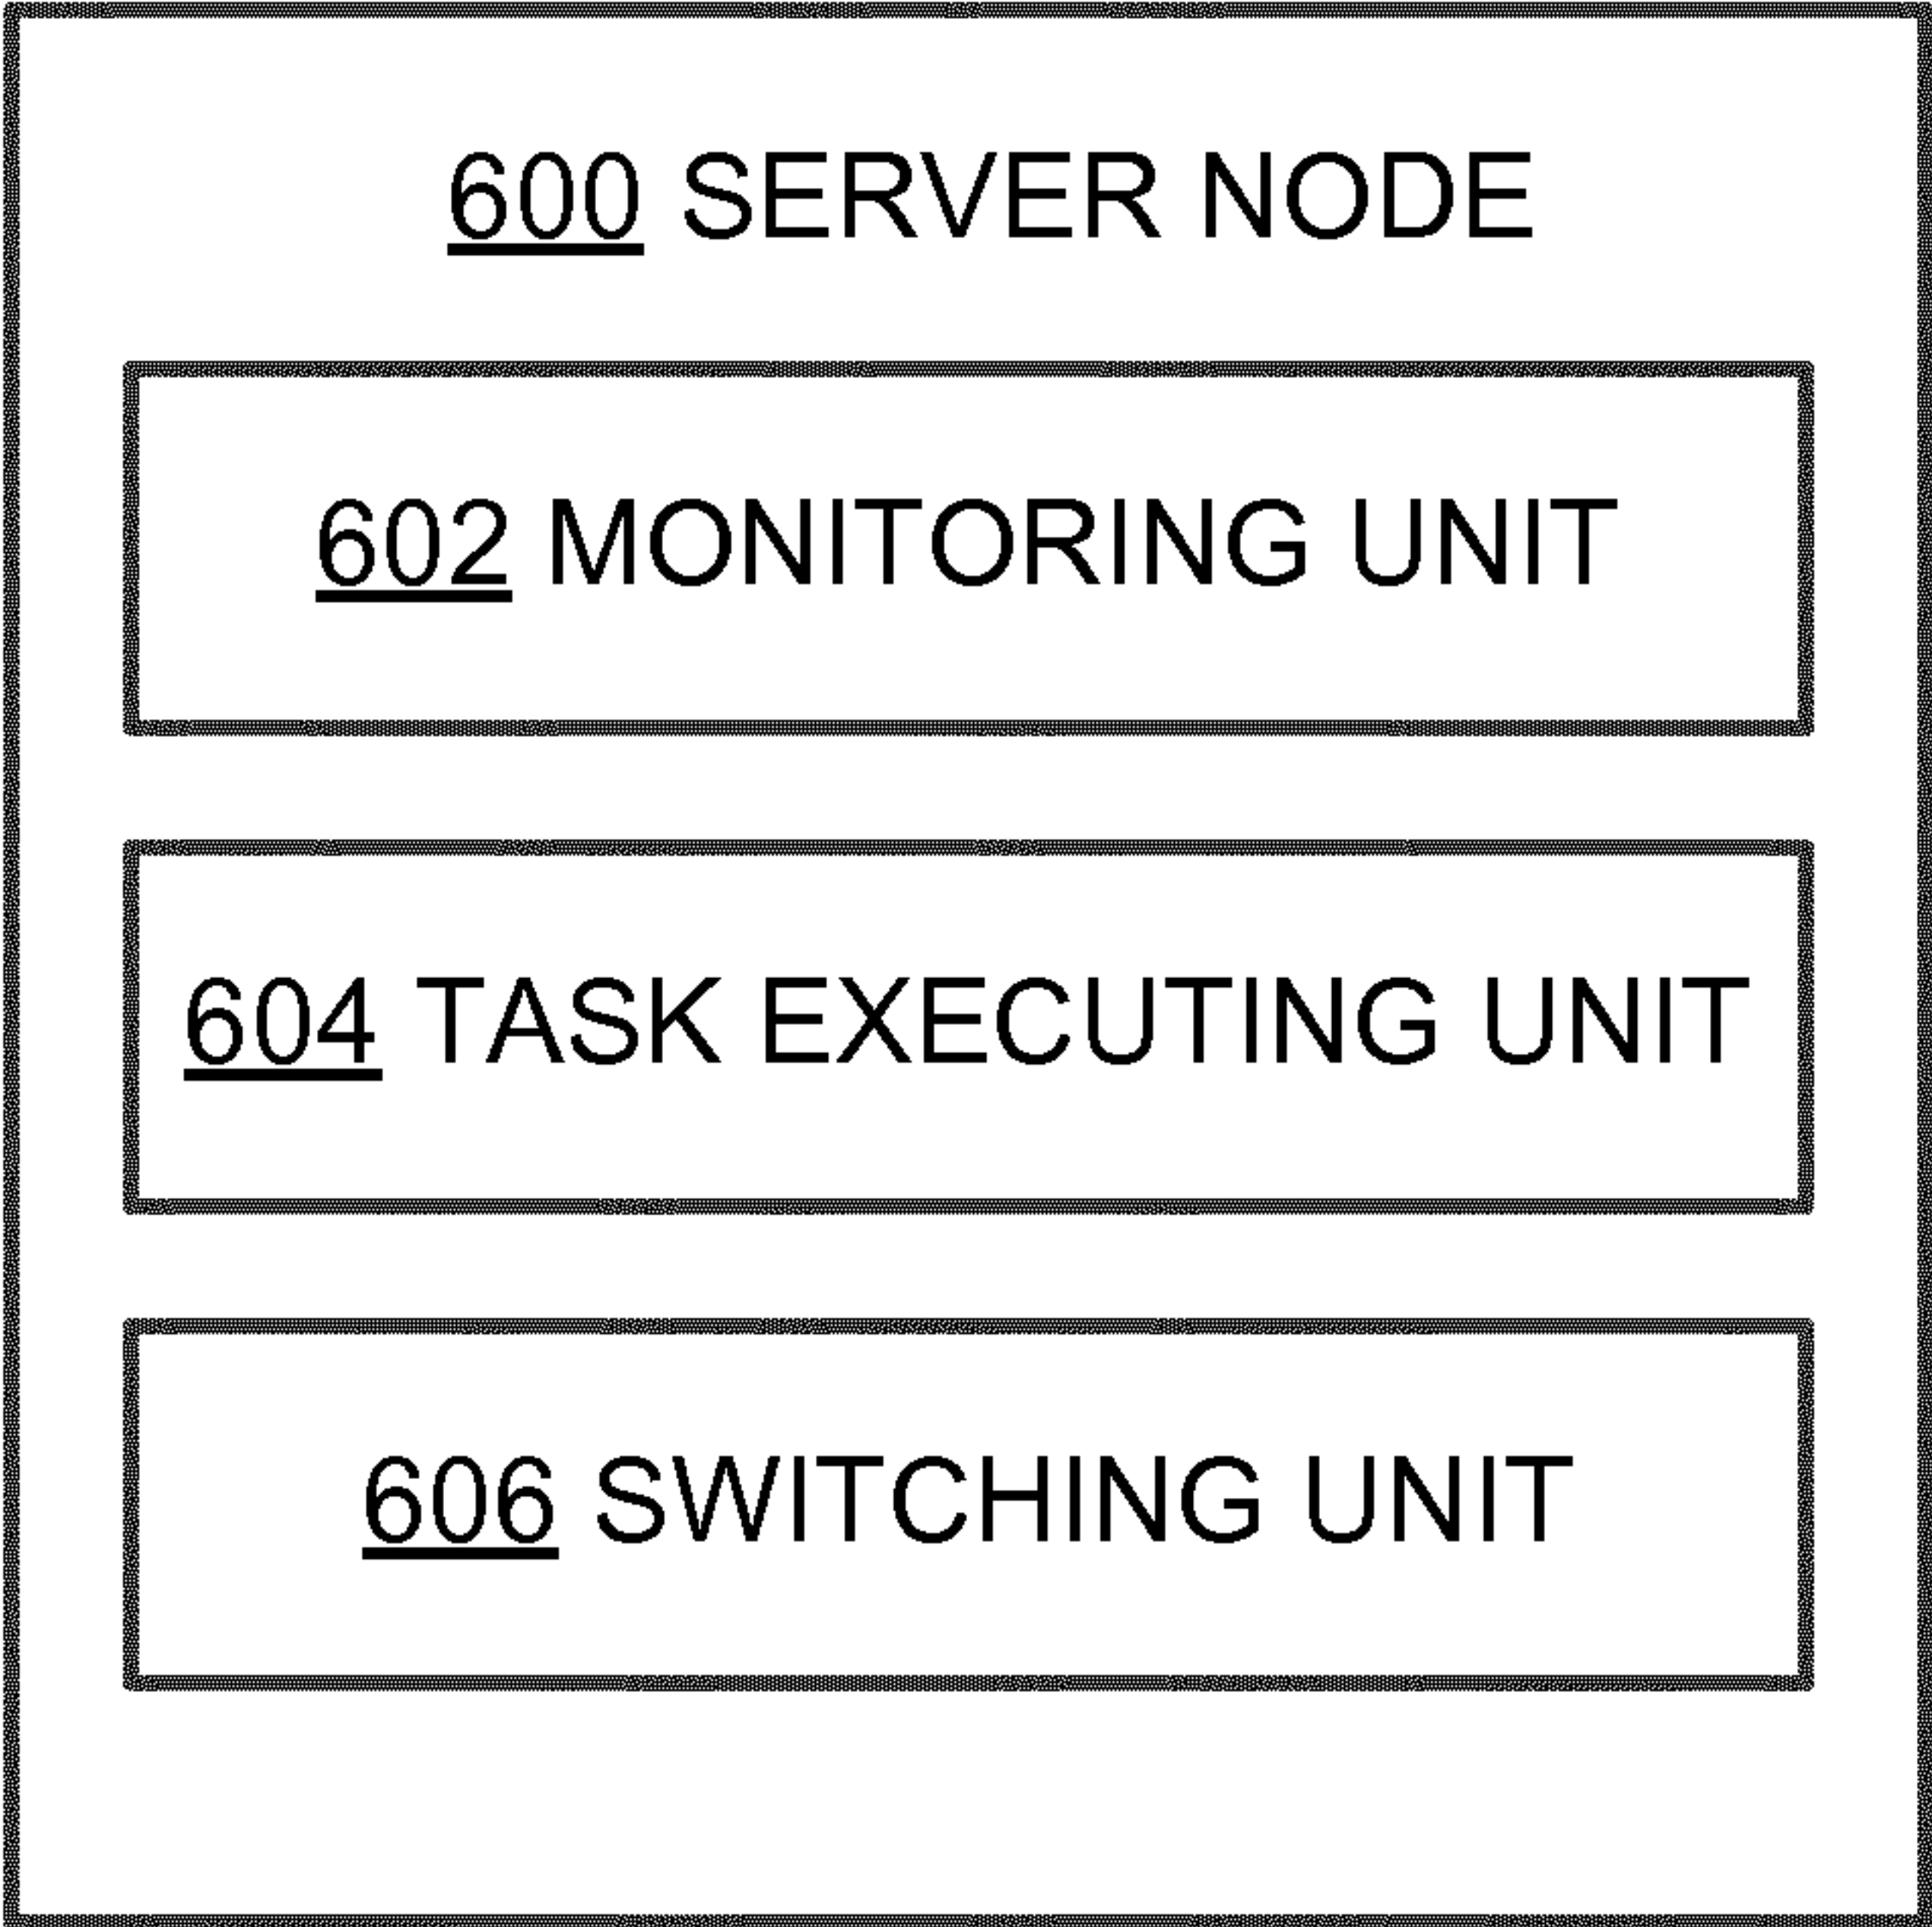 600 SERVER NODE
602 MONITORING UNIT
604 TASK EXECUTING UNIT
606 SWITCHING UNIT